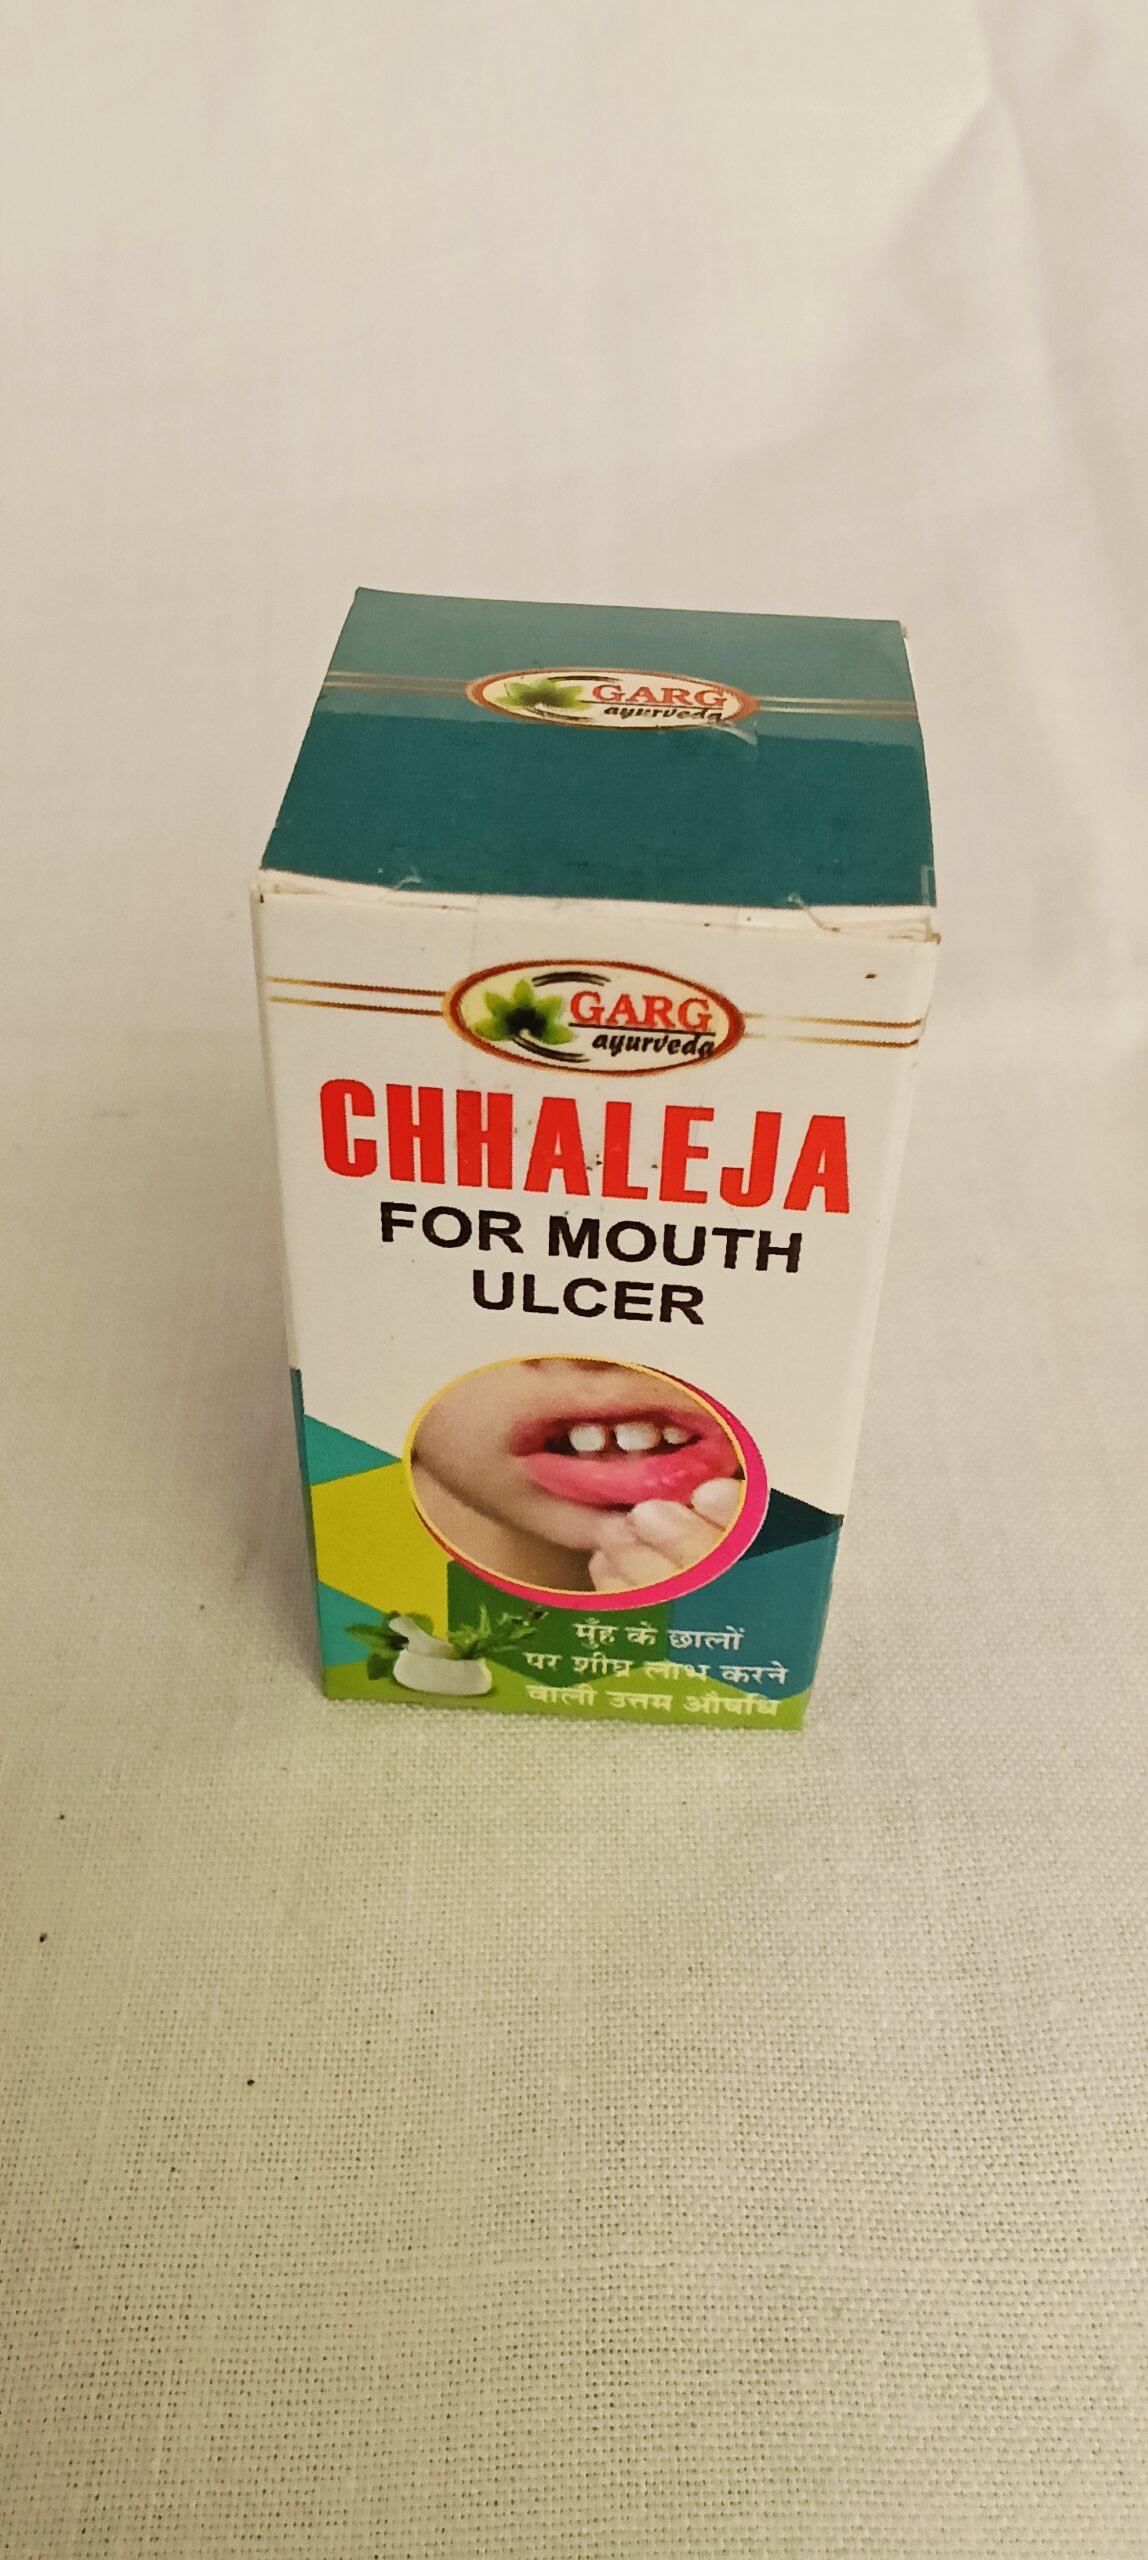 GARG
ayurveda
GARG
ayurveda
CHHALEJA
FOR MOUTH
ULCER
मुँह के छालों
पर शीघ्र लाभ करने
वाली उत्तम औषधि